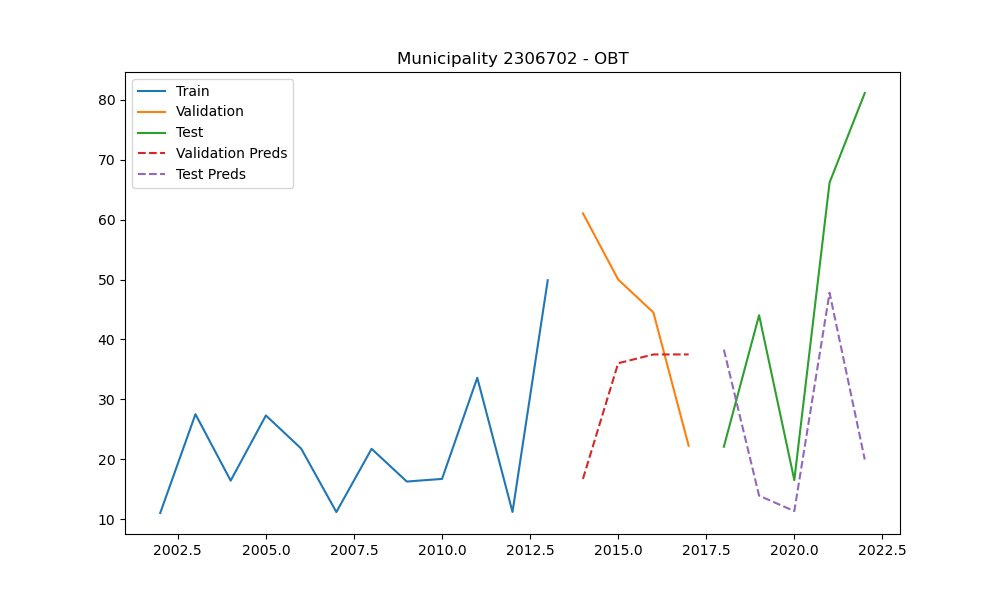 Municipality 2306702 - OBT
Train
Validation
Test
Validation Preds
Test Preds
80
70
60
50
40
30
20
10
2002.5 2005.0 2007.5 2010.0 2012.5 2015.0 2017.5 2020.0 2022.5